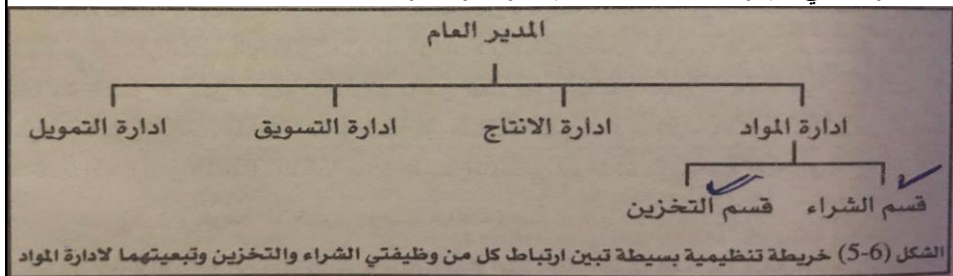 المدير العام
ادارة المواد ادارة الانتاج ادارة التسويق ادارة التمويل
قسم الشراء قسم التخزين
الشكل (5-6) خريطة تنظيمية بسيطة تبين ارتباط كل من وظيفتي الشراء والتخزين وتبعيتهما لادارة المواد